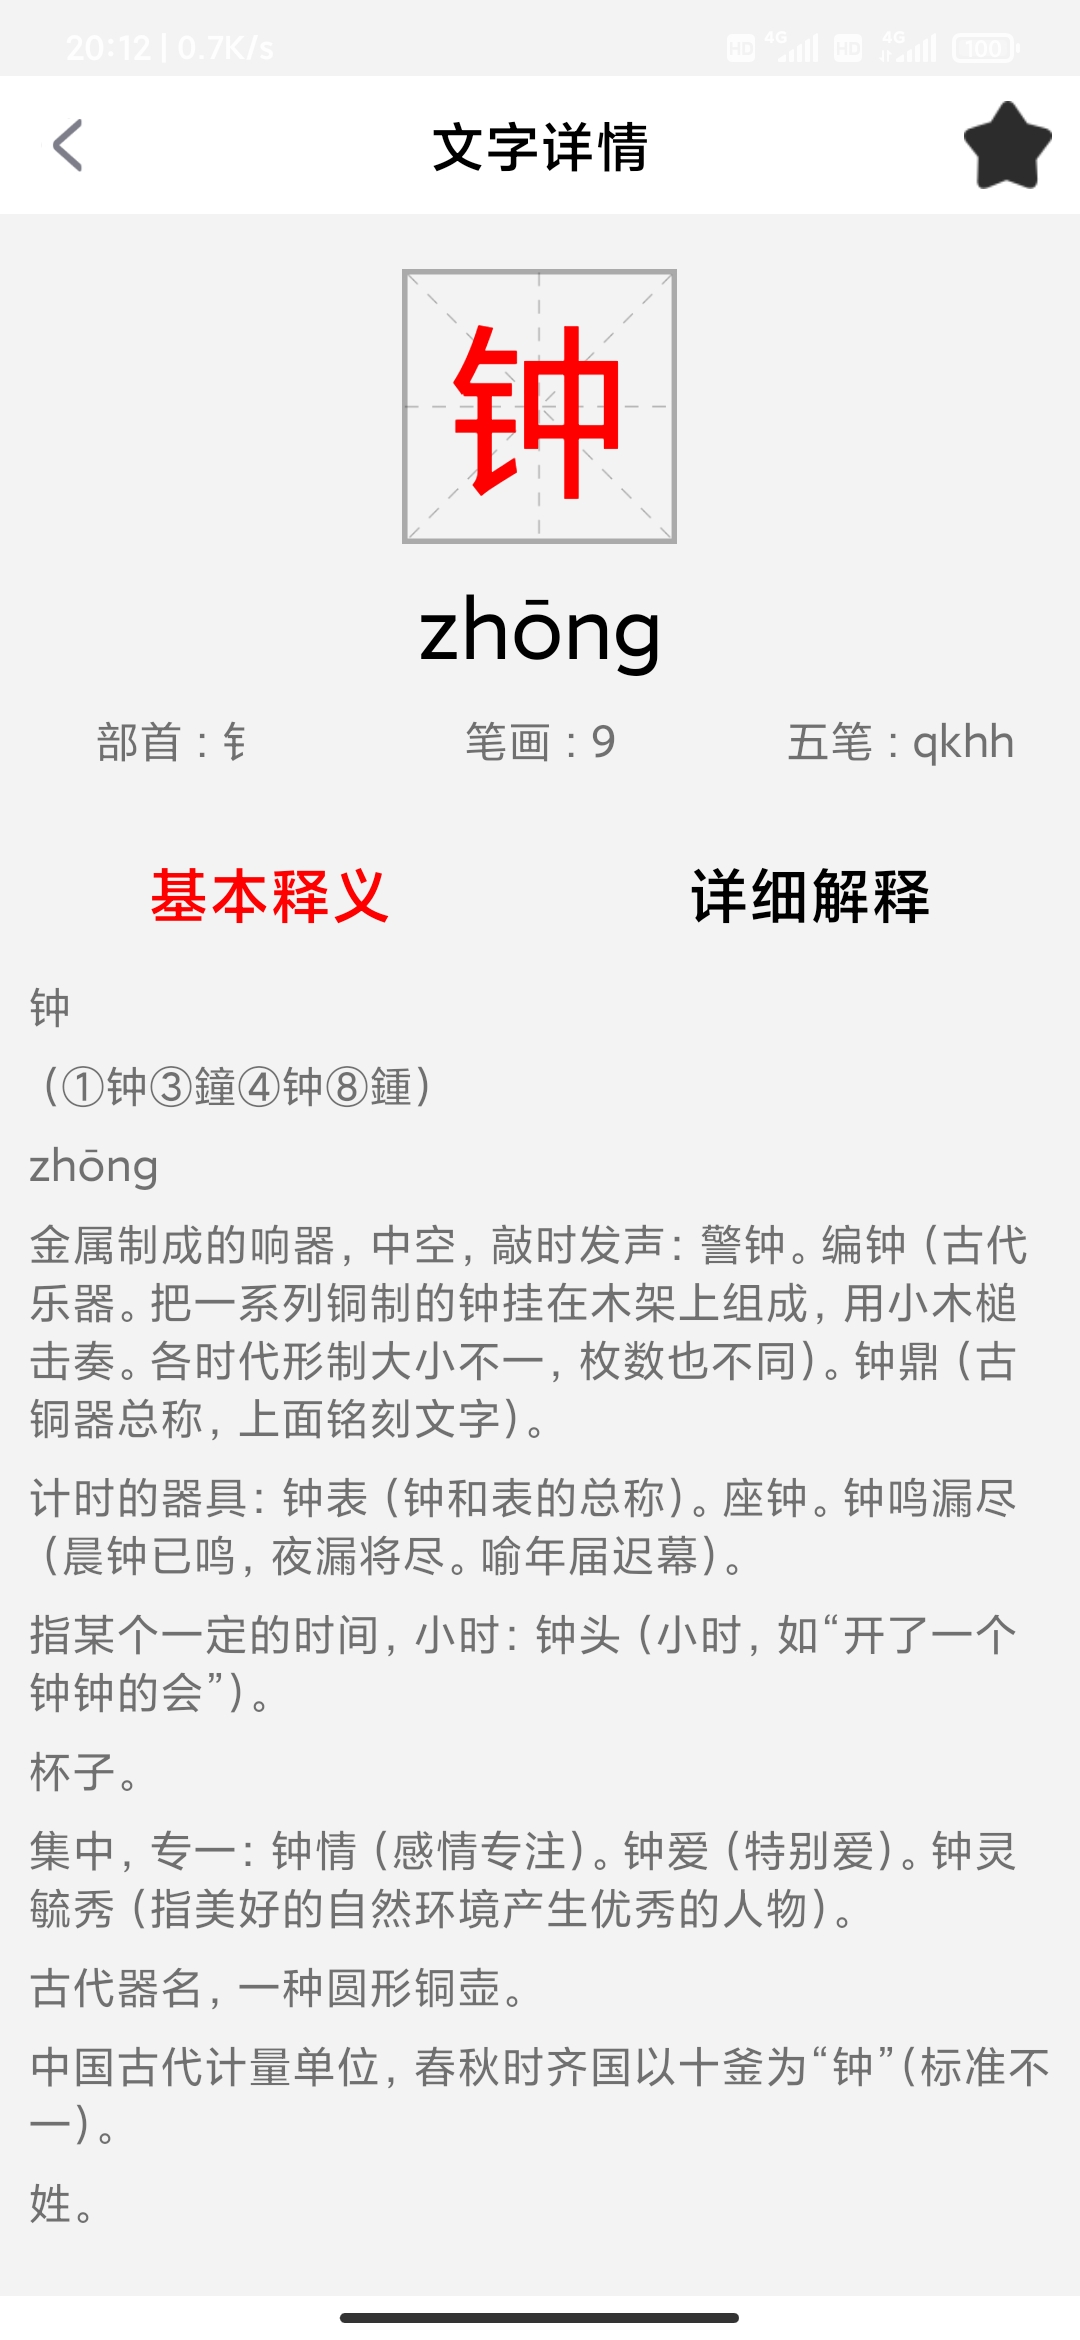 20:12 | 0.7K/s HD 4G HD 4G 100
文字详情
钟
zhōng
部首：钅 笔画：9 五笔：qkhh
基本释义 详细解释
钟
（①钟③鐘④钟⑧鍾）
zhōng
金属制成的响器，中空，敲时发声：警钟。编钟（古代
乐器。把一系列铜制的钟挂在木架上组成，用小木槌
击奏。各时代形制大小不一，枚数也不同）。钟鼎（古
铜器总称，上面铭刻文字）。
计时的器具：钟表（钟和表的总称）。座钟。钟鸣漏尽
（晨钟已鸣，夜漏将尽。喻年届迟幕）。
指某个一定的时间，小时：钟头（小时，如“开了一个
钟钟的会”）。
杯子。
集中，专一：钟情（感情专注）。钟爱（特别爱）。钟灵
毓秀（指美好的自然环境产生优秀的人物）。
古代器名，一种圆形铜壶。
中国古代计量单位，春秋时齐国以十釜为“钟”（标准不
一）。
姓。